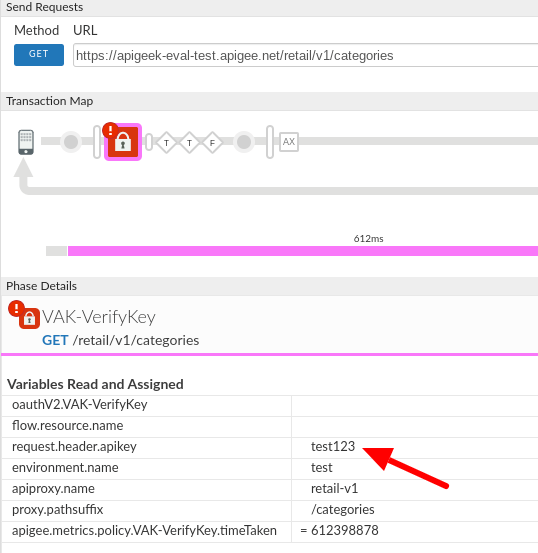 Send Requests
Method URL
GET https://apigeek-eval-test.apigee.net/retail/v1/categories
Transaction Map
! T T F AX
612ms
Phase Details
! VAK-VerifyKey
GET /retail/v1/categories
Variables Read and Assigned
oauthV2.VAK-VerifyKey
flow.resource.name
request.header.apikey test123
environment.name test
apiproxy.name retail-v1
proxy.pathsuffix /categories
apigee.metrics.policy.VAK-VerifyKey.timeTaken = 612398878